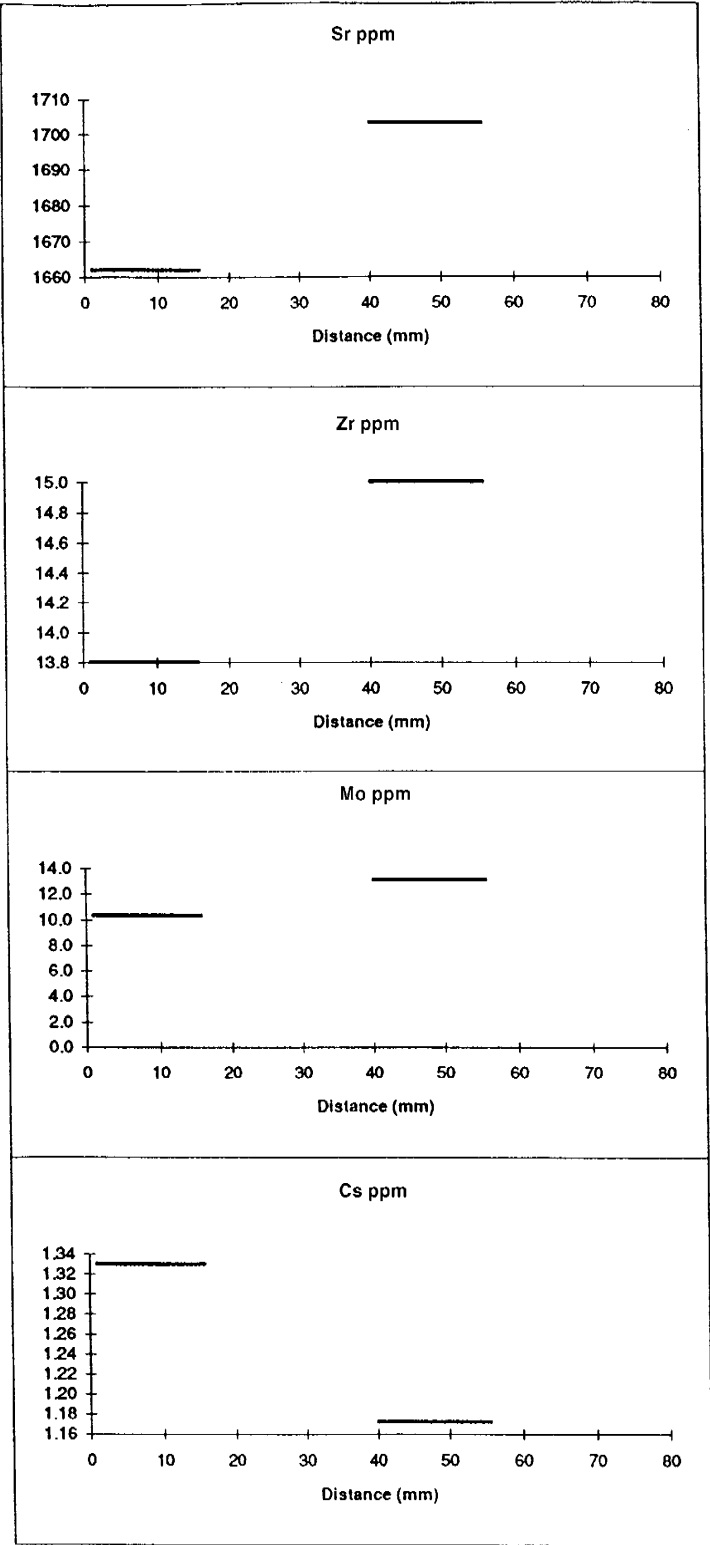 Sr ppm
1710
1700
1690
1680
1670
1660
0 10 20 30 40 50 60 70 80
Distance (mm)
Zr ppm
15.0
14.8
14.6
14.4
14.2
14.0
13.8
0 10 20 30 40 50 60 70 80
Distance (mm)
Mo ppm
14.0
12.0
10.0
8.0
6.0
4.0
2.0
0.0
0 10 20 30 40 50 60 70 80
Distance (mm)
Cs ppm
1.34
1.32
1.30
1.28
1.26
1.24
1.22
1.20
1.18
1.16
0 10 20 30 40 50 60 70 80
Distance (mm)